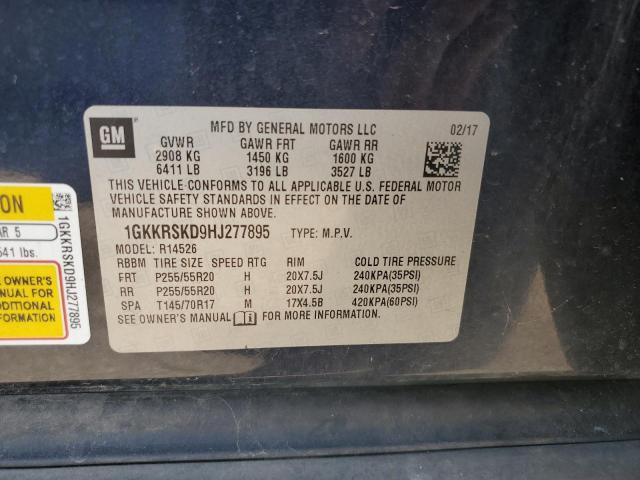 GM
MFD BY GENERAL MOTORS LLC 02/17
GVWR GAWR FRT GAWR RR
2908 KG 1450 KG 1600 KG
6411 LB 3196 LB 3527 LB
THIS VEHICLE CONFORMS TO ALL APPLICABLE U.S. FEDERAL MOTOR
VEHICLE SAFETY STANDARDS IN EFFECT ON THE DATE OF
MANUFACTURE SHOWN ABOVE.
1GKKRSKD9HJ277895 TYPE: M.P.V.
MODEL: R14526
RBBM TIRE SIZE SPEED RTG RIM COLD TIRE PRESSURE
FRT P255/55R20 H 20X7.5J 240KPA(35PSI)
RR P255/55R20 H 20X7.5J 240KPA(35PSI)
SPA T145/70R17 M 17X4.5B 420KPA(60PSI)
SEE OWNER'S MANUAL FOR MORE INFORMATION
ON
AR 5
541 lbs.
E OWNER'S
NUAL FOR
DDITIONAL
FORMATION
1GKKRSKD9HJ277895